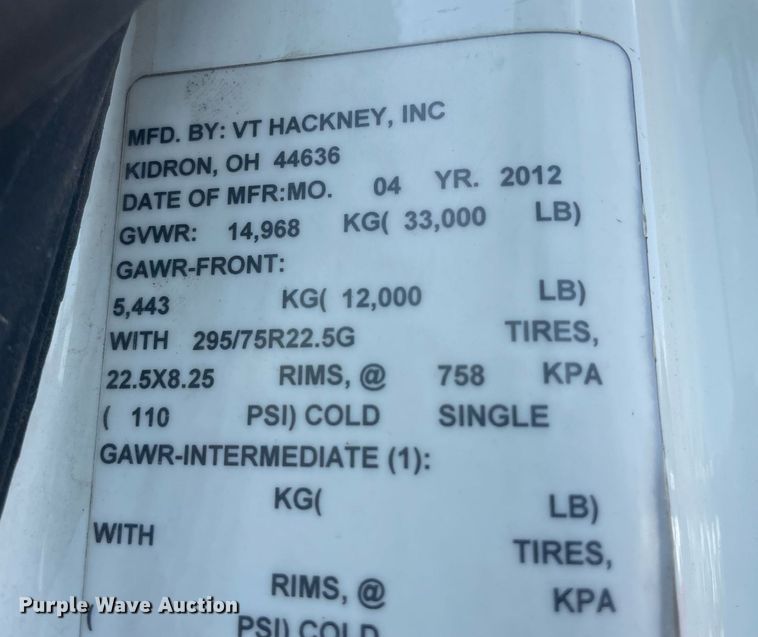 MFD. BY: VT HACKNEY, INC
KIDRON, OH 44636
DATE OF MFR:MO. 04 YR. 2012
GVWR: 14,968 KG( 33,000 LB)
GAWR-FRONT:
5,443 KG( 12,000 LB)
WITH 295/75R22.5G TIRES,
22.5X8.25 RIMS, @ 758 KPA
( 110 PSI) COLD SINGLE
GAWR-INTERMEDIATE (1):
KG( LB)
WITH TIRES,
RIMS, @ KPA
( PSI) COLD
Purple Wave Auction